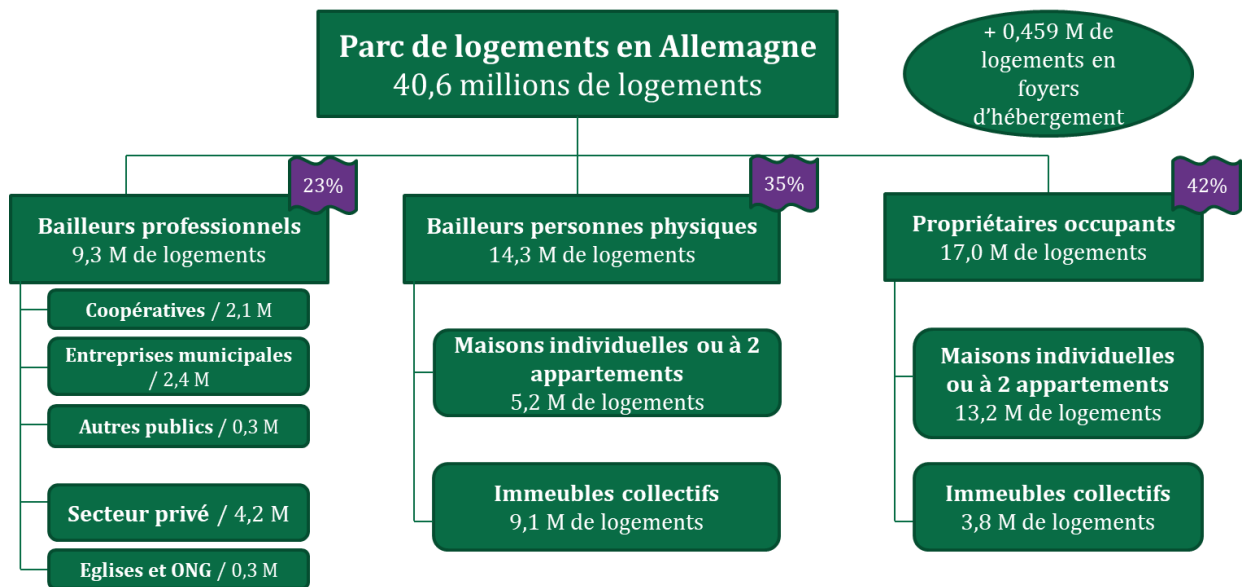 Parc de logements en Allemagne
40,6 millions de logements
+ 0,459 M de
logements en
foyers
d’hébergement
23%
Bailleurs professionnels
9,3 M de logements
Coopératives / 2,1 M
Entreprises municipales
/ 2,4 M
Autres publics / 0,3 M
Secteur privé / 4,2 M
Eglises et ONG / 0,3 M
35%
Bailleurs personnes physiques
14,3 M de logements
Maisons individuelles ou à 2
appartements
5,2 M de logements
Immeubles collectifs
9,1 M de logements
42%
Propriétaires occupants
17,0 M de logements
Maisons individuelles
ou à 2 appartements
13,2 M de logements
Immeubles collectifs
3,8 M de logements